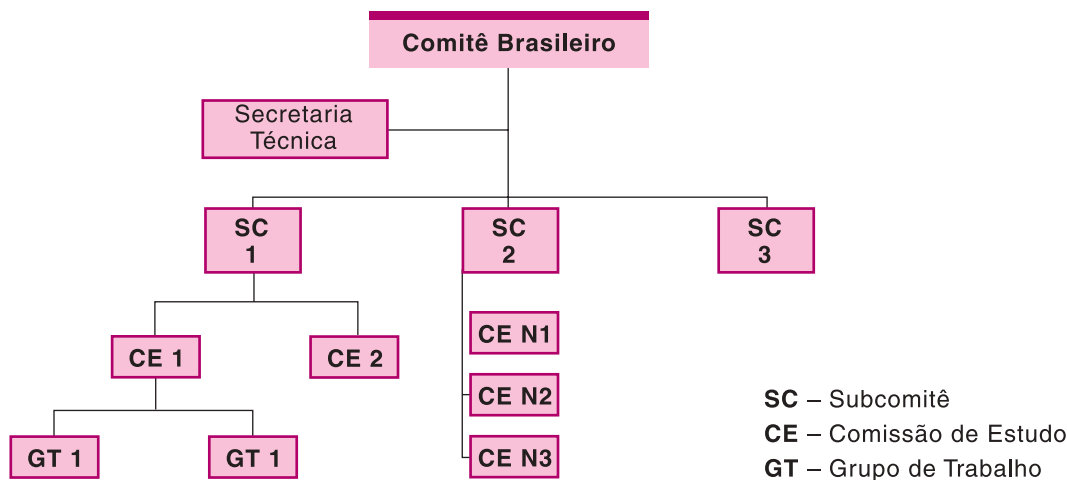 Comitê Brasileiro
Secretaria
Técnica
SC
1
SC
2
SC
3
CE 1
CE 2
CE N1
CE N2
CE N3
GT 1
GT 1
SC – Subcomitê
CE – Comissão de Estudo
GT – Grupo de Trabalho